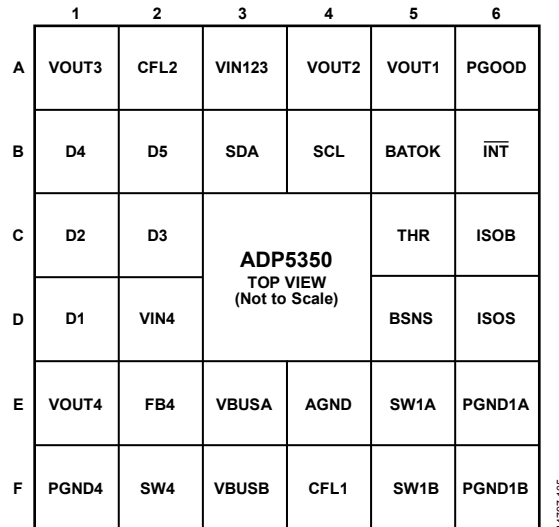 1 2 3 4 5 6
A VOUT3 CFL2 VIN123 VOUT2 VOUT1 PGOOD
B D4 D5 SDA SCL BATOK INT
C D2 D3 THR ISOB
ADP5350
TOP VIEW
(Not to Scale)
D D1 VIN4 BSNS ISOS
E VOUT4 FB4 VBUSA AGND SW1A PGND1A
F PGND4 SW4 VBUSB CFL1 SW1B PGND1B